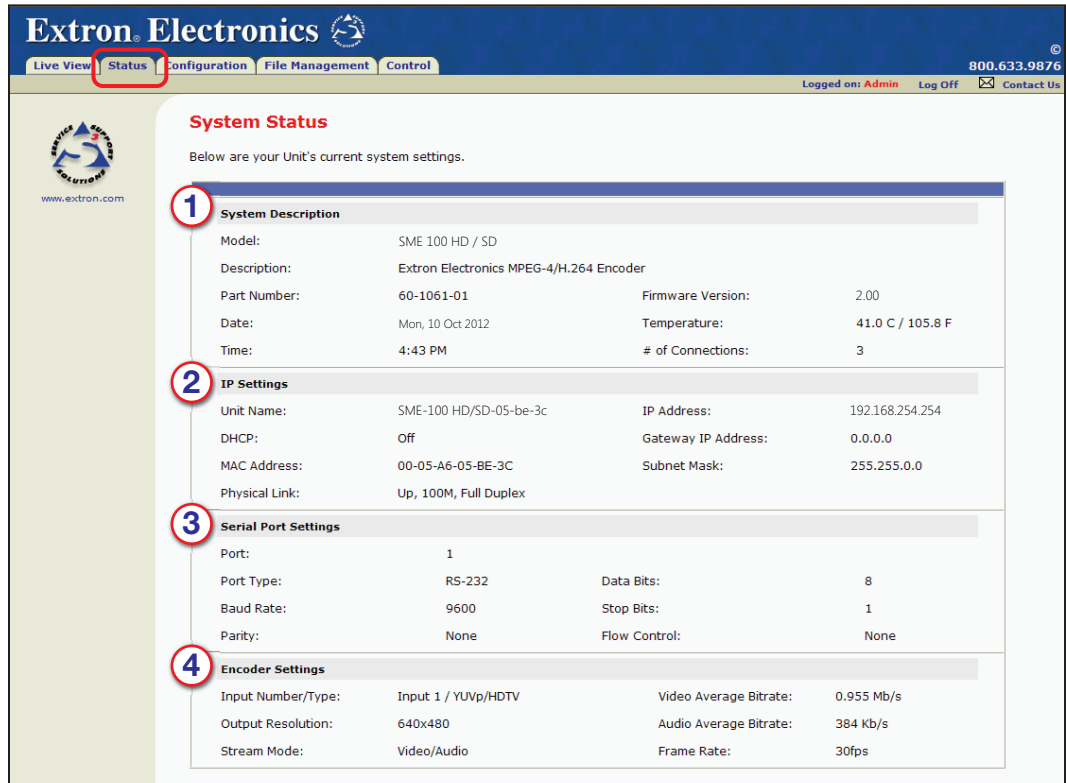 Extron® Electronics
Live View Status Configuration File Management Control
©
800.633.9876
Logged on: Admin Log Off Contact Us
SERVICE SUPPORT SOLUTIONS
3
www.extron.com
System Status
Below are your Unit's current system settings.
1 System Description
Model: SME 100 HD / SD
Description: Extron Electronics MPEG-4/H.264 Encoder
Part Number: 60-1061-01 Firmware Version: 2.00
Date: Mon, 10 Oct 2012 Temperature: 41.0 C / 105.8 F
Time: 4:43 PM # of Connections: 3
2 IP Settings
Unit Name: SME-100 HD/SD-05-be-3c IP Address: 192.168.254.254
DHCP: Off Gateway IP Address: 0.0.0.0
MAC Address: 00-05-A6-05-BE-3C Subnet Mask: 255.255.0.0
Physical Link: Up, 100M, Full Duplex
3 Serial Port Settings
Port: 1
Port Type: RS-232 Data Bits: 8
Baud Rate: 9600 Stop Bits: 1
Parity: None Flow Control: None
4 Encoder Settings
Input Number/Type: Input 1 / YUVp/HDTV Video Average Bitrate: 0.955 Mb/s
Output Resolution: 640x480 Audio Average Bitrate: 384 Kb/s
Stream Mode: Video/Audio Frame Rate: 30fps